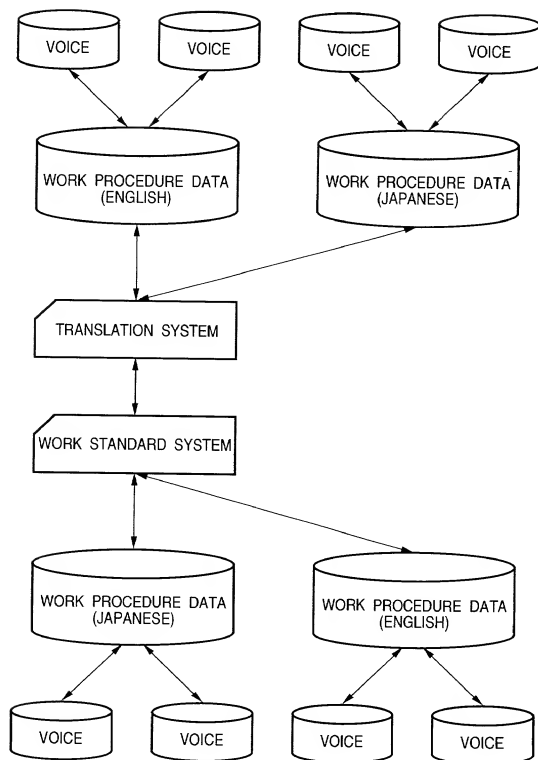 VOICE
VOICE
VOICE
VOICE
WORK PROCEDURE DATA
(ENGLISH)
WORK PROCEDURE DATA
(JAPANESE)
TRANSLATION SYSTEM
WORK STANDARD SYSTEM
WORK PROCEDURE DATA
(JAPANESE)
WORK PROCEDURE DATA
(ENGLISH)
VOICE
VOICE
VOICE
VOICE